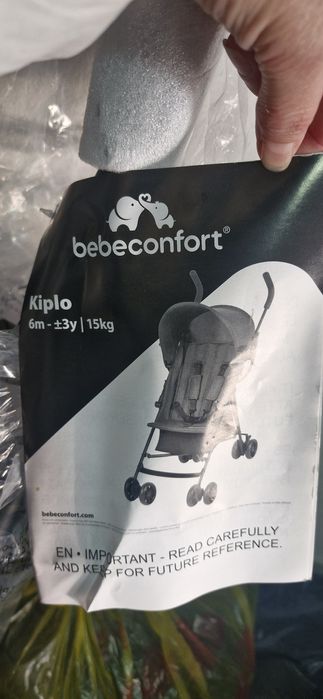 bebeconfort®
Kiplo
6m - ±3y | 15kg
bebeconfort.com
EN • IMPORTANT - READ CAREFULLY
AND KEEP FOR FUTURE REFERENCE.